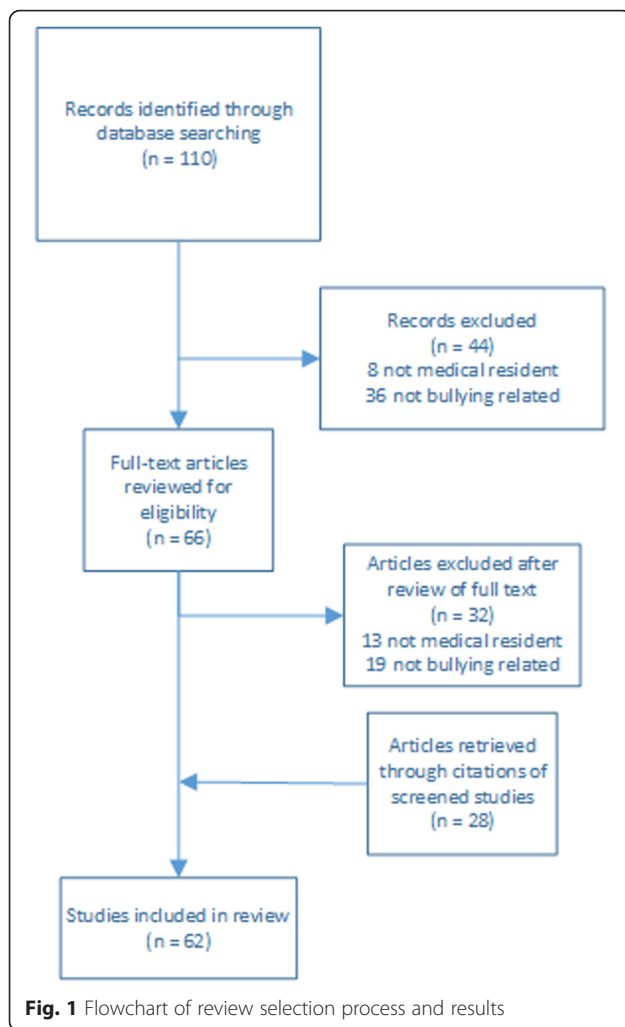 Records identified through
database searching
(n = 110)
Records excluded
(n = 44)
8 not medical resident
36 not bullying related
Full-text articles
reviewed for
eligibility
(n = 66)
Articles excluded after
review of full text
(n = 32)
13 not medical resident
19 not bullying related
Articles retrieved
through citations of
screened studies
(n = 28)
Studies included in review
(n = 62)
Fig. 1 Flowchart of review selection process and results